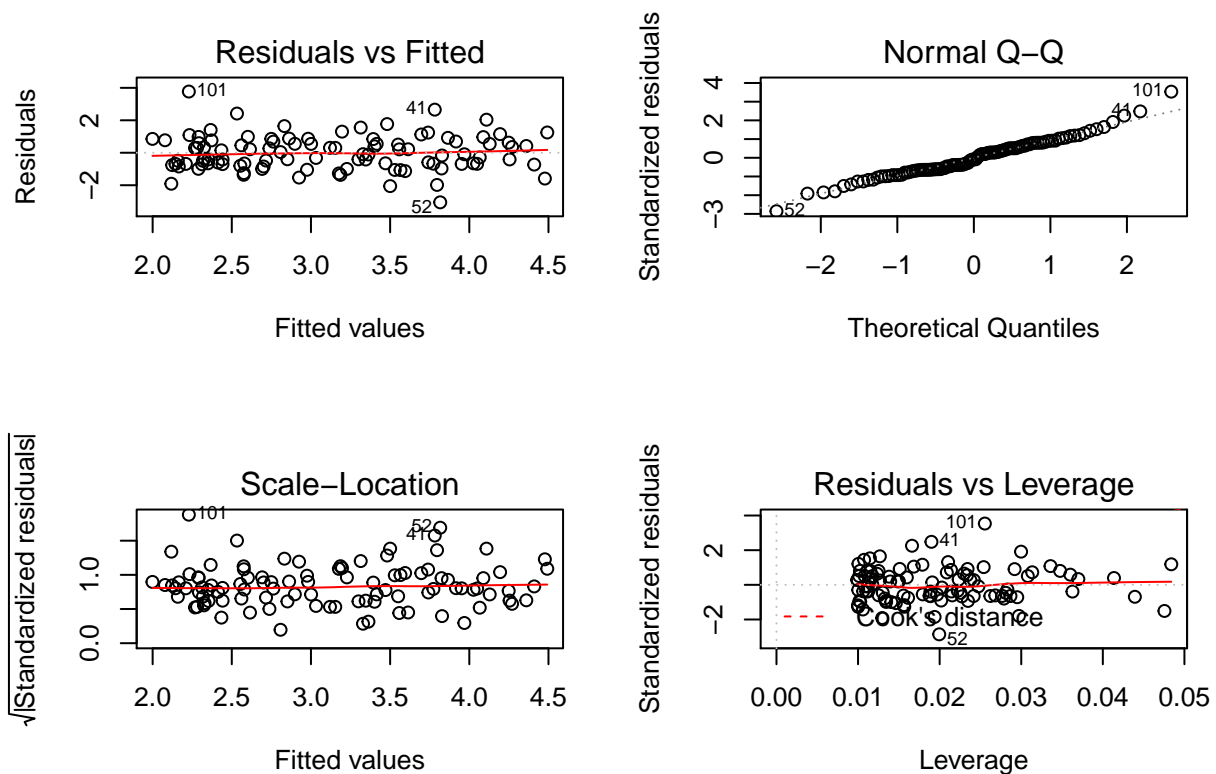 Residuals vs Fitted
Residuals
2
−2
2.0 2.5 3.0 3.5 4.0 4.5
Fitted values
101
41
52
Normal Q−Q
Standardized residuals
4
2
0
−3
−2 −1 0 1 2
Theoretical Quantiles
101
41
52
Scale−Location
√|Standardized residuals|
1.0
0.0
2.0 2.5 3.0 3.5 4.0 4.5
Fitted values
101
52
41
Residuals vs Leverage
Standardized residuals
2
−2
0.00 0.01 0.02 0.03 0.04 0.05
Leverage
101
41
Cook's distance
52